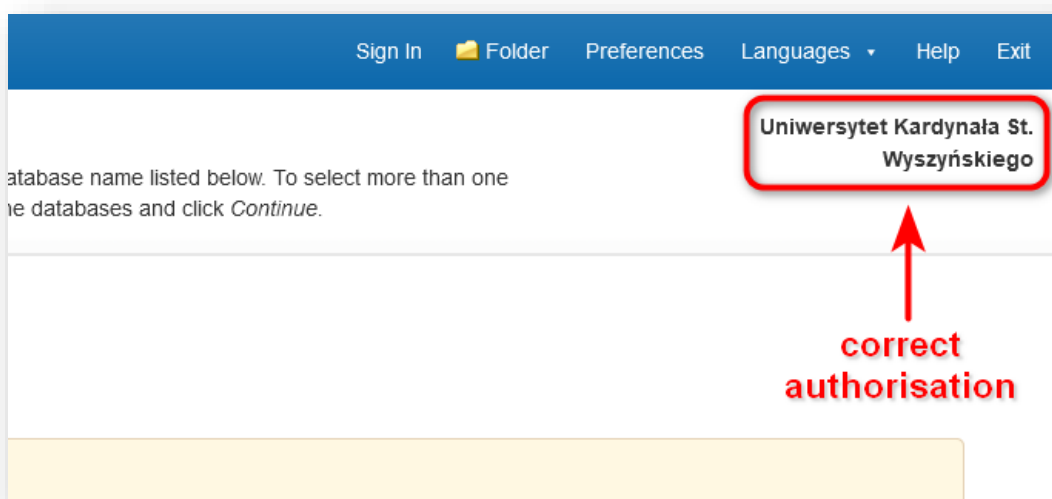 Sign In Folder Preferences Languages Help Exit
Uniwersytet Kardynała St.
Wyszyńskiego
atabase name listed below. To select more than one
ne databases and click Continue.
correct
authorisation